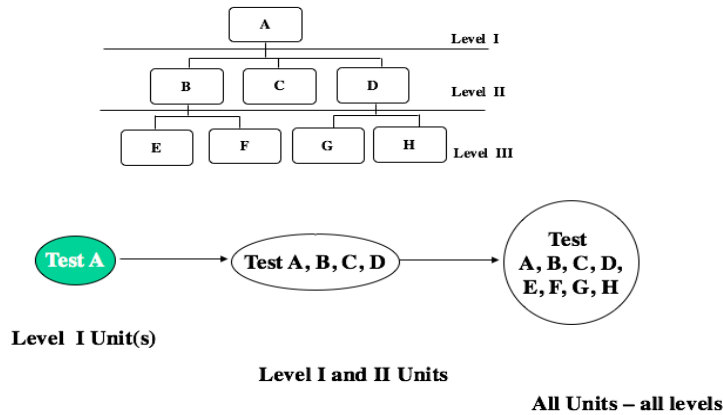 A
Level I
B
C
D
Level II
E
F
G
H
Level III
Test A
Test A, B, C, D
Test
A, B, C, D,
E, F, G, H
Level I Unit(s)
Level I and II Units
All Units – all levels